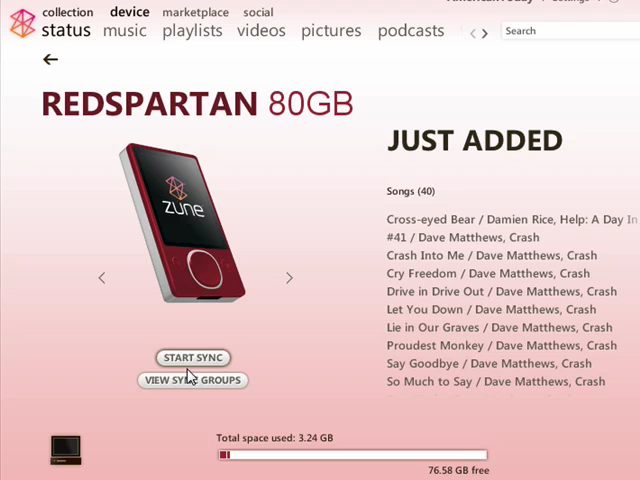 collection device marketplace social
status music playlists videos pictures podcasts
Search
REDSPARTAN 80GB
JUST ADDED
zune
Songs (40)
Cross-eyed Bear / Damien Rice, Help: A Day In
#41 / Dave Matthews, Crash
Crash Into Me / Dave Matthews, Crash
Cry Freedom / Dave Matthews, Crash
Drive in Drive Out / Dave Matthews, Crash
Let You Down / Dave Matthews, Crash
Lie in Our Graves / Dave Matthews, Crash
Proudest Monkey / Dave Matthews, Crash
Say Goodbye / Dave Matthews, Crash
So Much to Say / Dave Matthews, Crash
START SYNC
VIEW SYNC GROUPS
Total space used: 3.24 GB
76.58 GB free